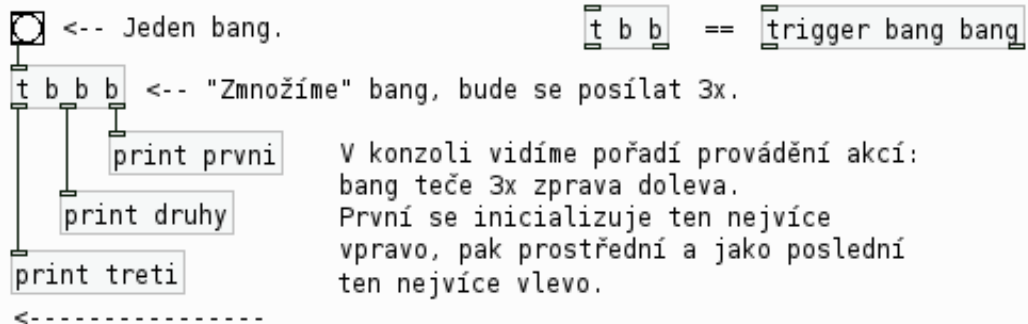 <-- Jeden bang.
t b b == trigger bang bang
t b b b <-- "Zmnožíme" bang, bude se posílat 3x.
print prvni
print druhy
print treti
V konzoli vidíme pořadí provádění akcí:
bang teče 3x zprava doleva.
První se inicializuje ten nejvíce
vpravo, pak prostřední a jako poslední
ten nejvíce vlevo.
<----------------